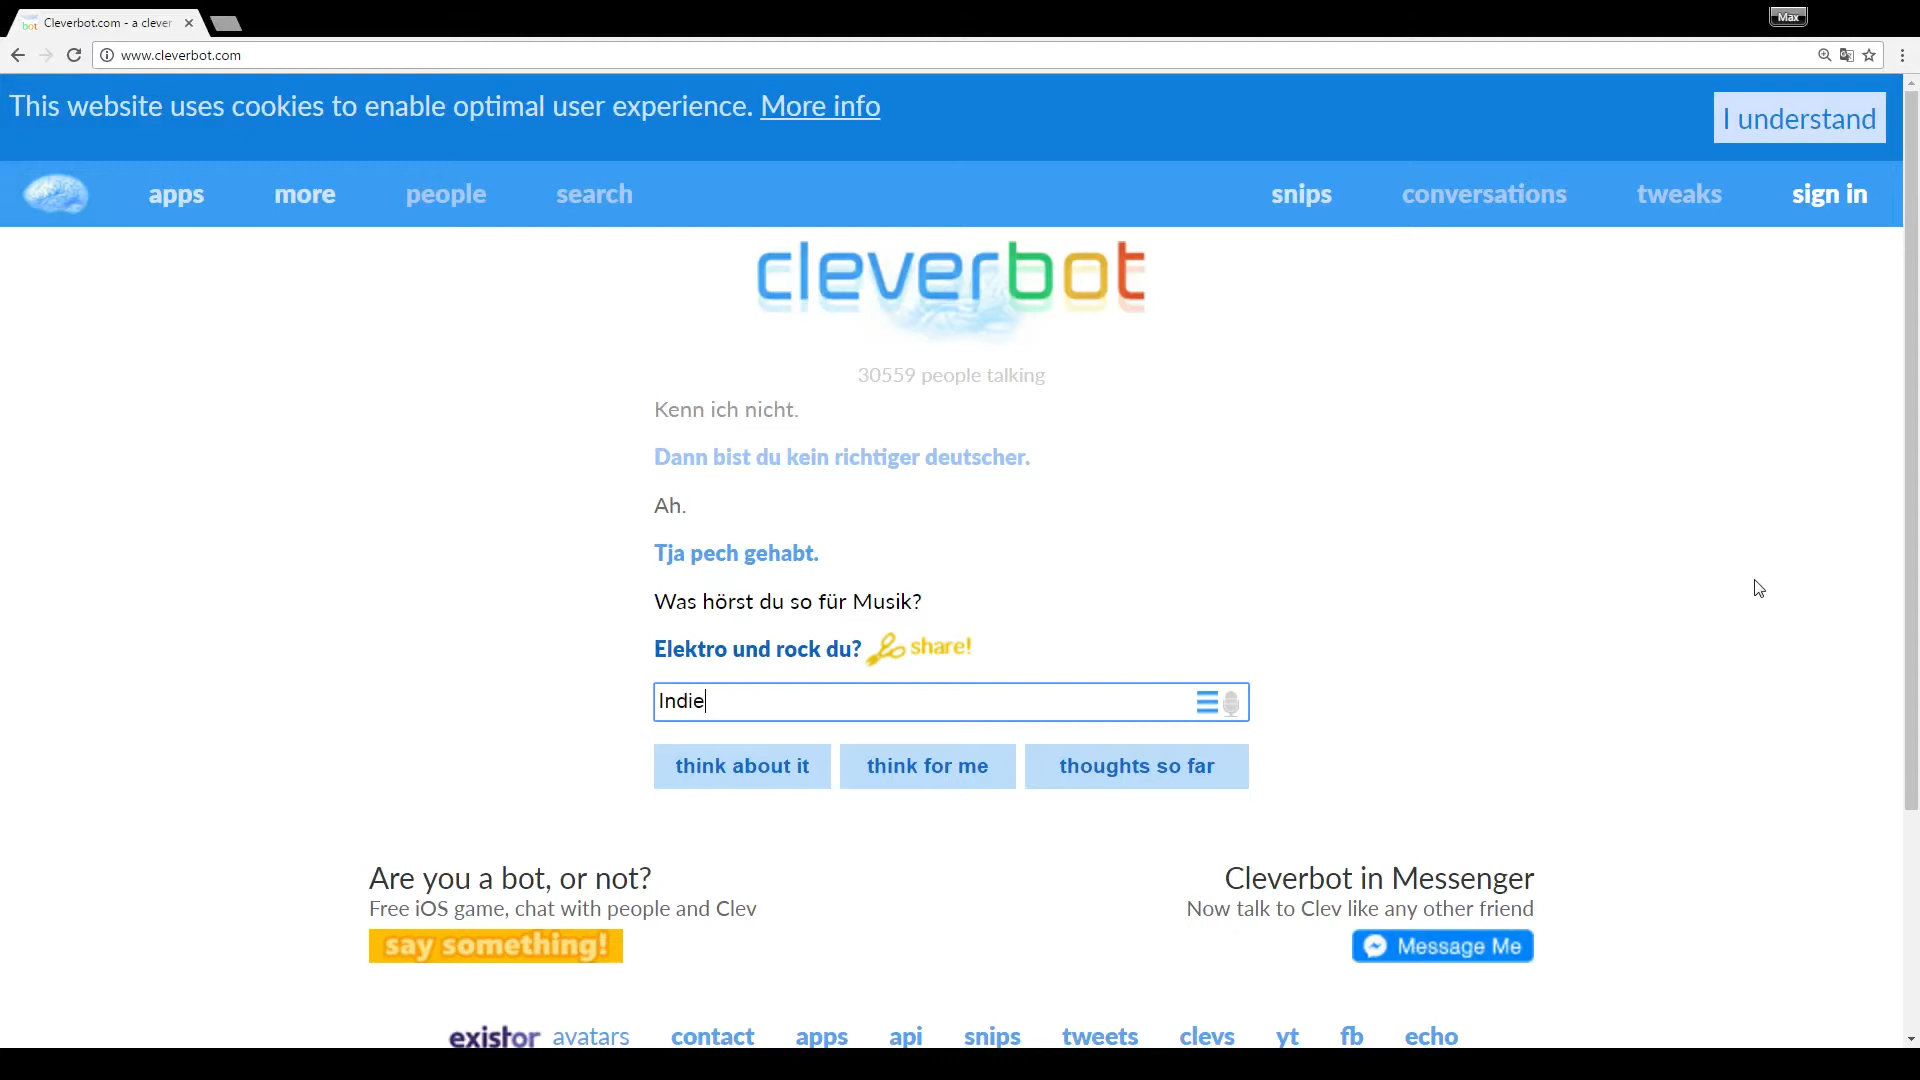 Cleverbot.com - a clever
Max
www.cleverbot.com
This website uses cookies to enable optimal user experience. More info
I understand
apps more people search snips conversations tweaks sign in
cleverbot
30559 people talking
Kenn ich nicht.
Dann bist du kein richtiger deutscher.
Ah.
Tja pech gehabt.
Was hörst du so für Musik?
Elektro und rock du? share!
Indie
think about it think for me thoughts so far
Are you a bot, or not?
Free iOS game, chat with people and Clev
say something!
Cleverbot in Messenger
Now talk to Clev like any other friend
Message Me
existor avatars contact apps api snips tweets clevs yt fb echo